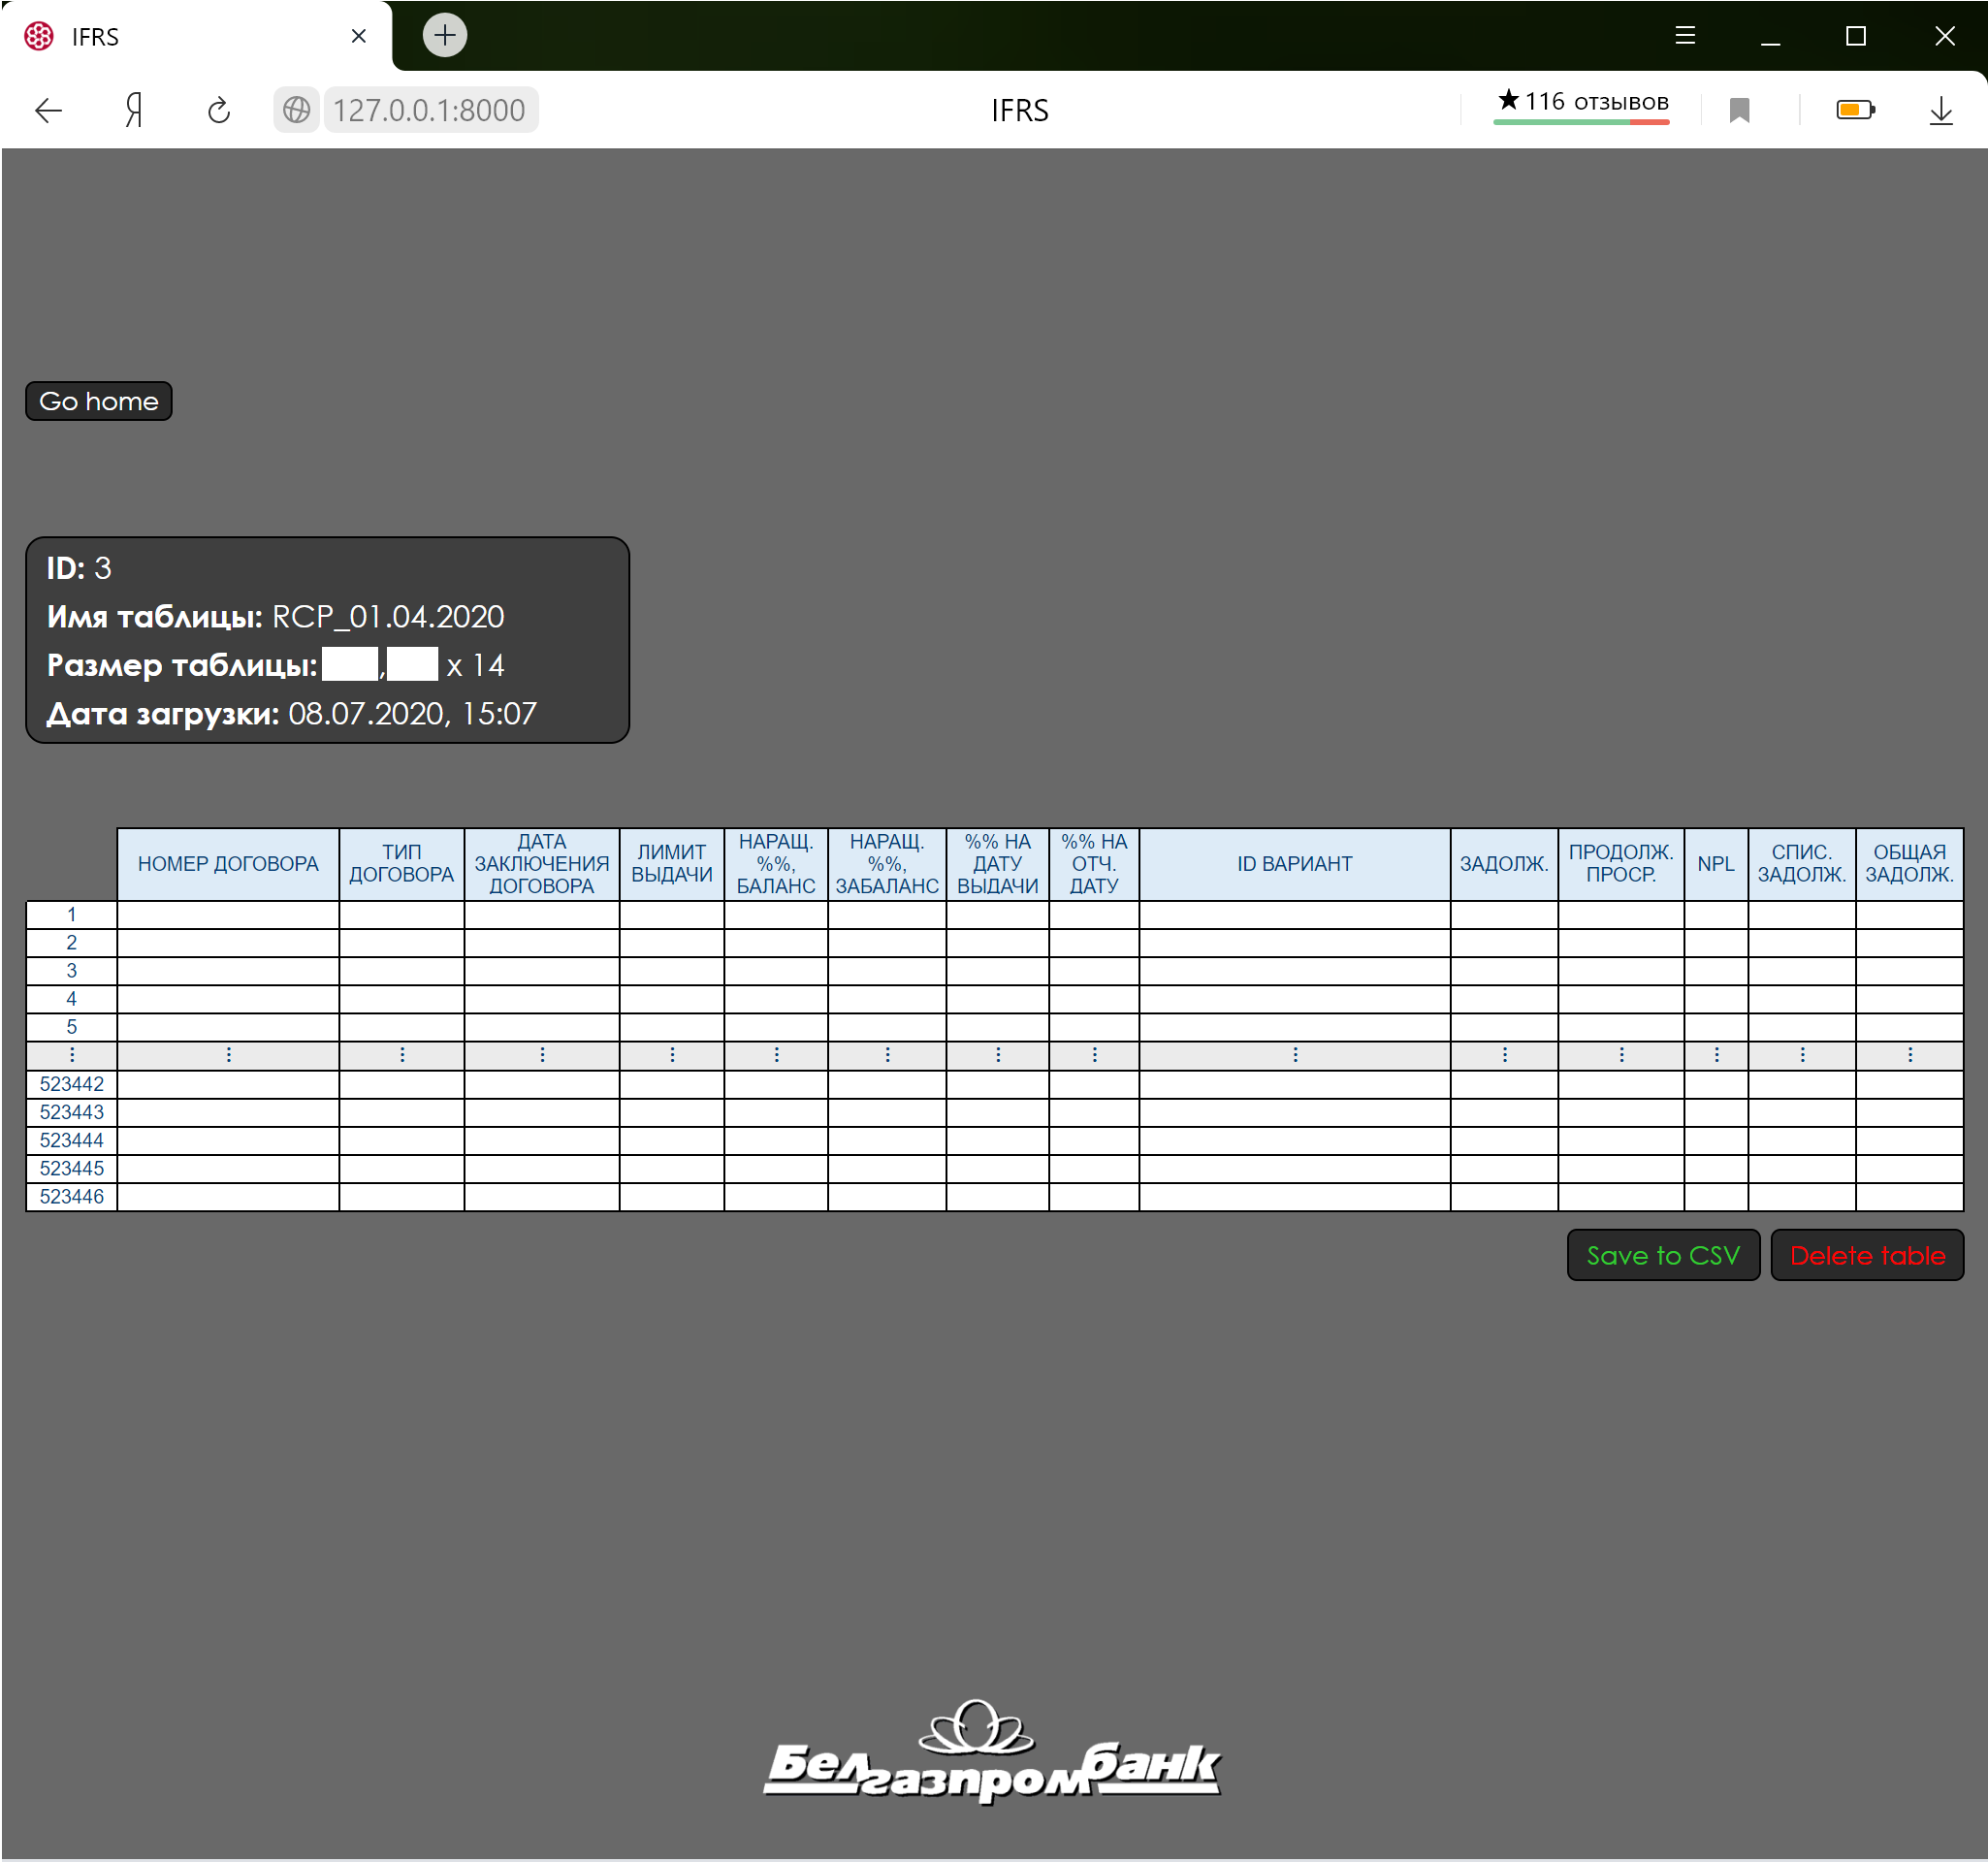 IFRS
Я 127.0.0.1:8000 IFRS ★ 116 отзывов
Go home
ID: 3
Имя таблицы: RCP_01.04.2020
Размер таблицы: , x 14
Дата загрузки: 08.07.2020, 15:07
НОМЕР ДОГОВОРА
ТИП
ДОГОВОРА
ДАТА
ЗАКЛЮЧЕНИЯ
ДОГОВОРА
ЛИМИТ
ВЫДАЧИ
НАРАЩ.
%%,
БАЛАНС
НАРАЩ.
%%,
ЗАБАЛАНС
%% НА
ДАТУ
ВЫДАЧИ
%% НА
ОТЧ.
ДАТУ
ID ВАРИАНТ
ЗАДОЛЖ.
ПРОДОЛЖ.
ПРОСР.
NPL
СПИС.
ЗАДОЛЖ.
ОБЩАЯ
ЗАДОЛЖ.
1
2
3
4
5
⋮ ⋮ ⋮ ⋮ ⋮ ⋮ ⋮ ⋮ ⋮ ⋮ ⋮ ⋮ ⋮ ⋮ ⋮
523442
523443
523444
523445
523446
Save to CSV Delete table
Белгазпромбанк